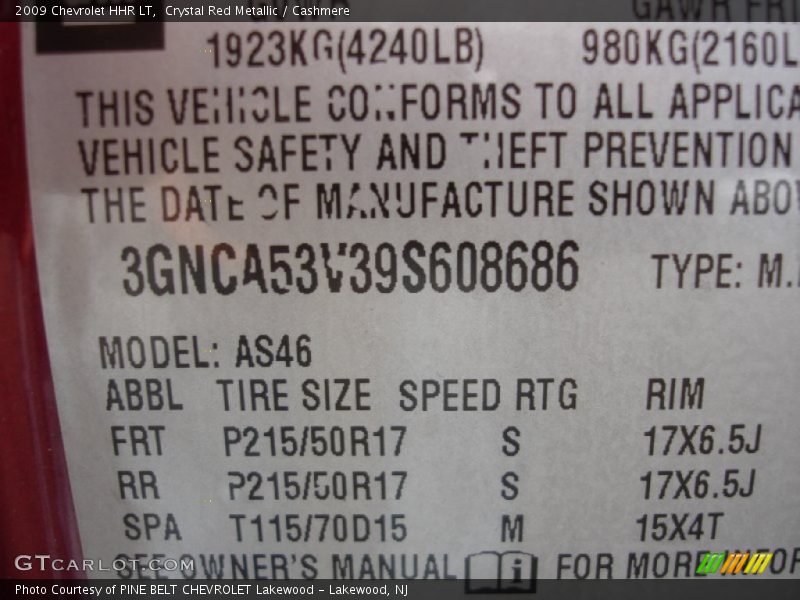 2009 Chevrolet HHR LT, Crystal Red Metallic / Cashmere
GAWR FRT
1923KG(4240LB) 980KG(2160L
THIS VEHICLE CONFORMS TO ALL APPLICA
VEHICLE SAFETY AND THEFT PREVENTION
THE DATE OF MANUFACTURE SHOWN ABO
3GNCA53V39S608686 TYPE: M.
MODEL: AS46
ABBL TIRE SIZE SPEED RTG RIM
FRT P215/50R17 S 17X6.5J
RR P215/50R17 S 17X6.5J
SPA T115/70D15 M 15X4T
SEE OWNER'S MANUAL i FOR MORE
GTCARLOT.COM
Photo Courtesy of PINE BELT CHEVROLET Lakewood - Lakewood, NJ